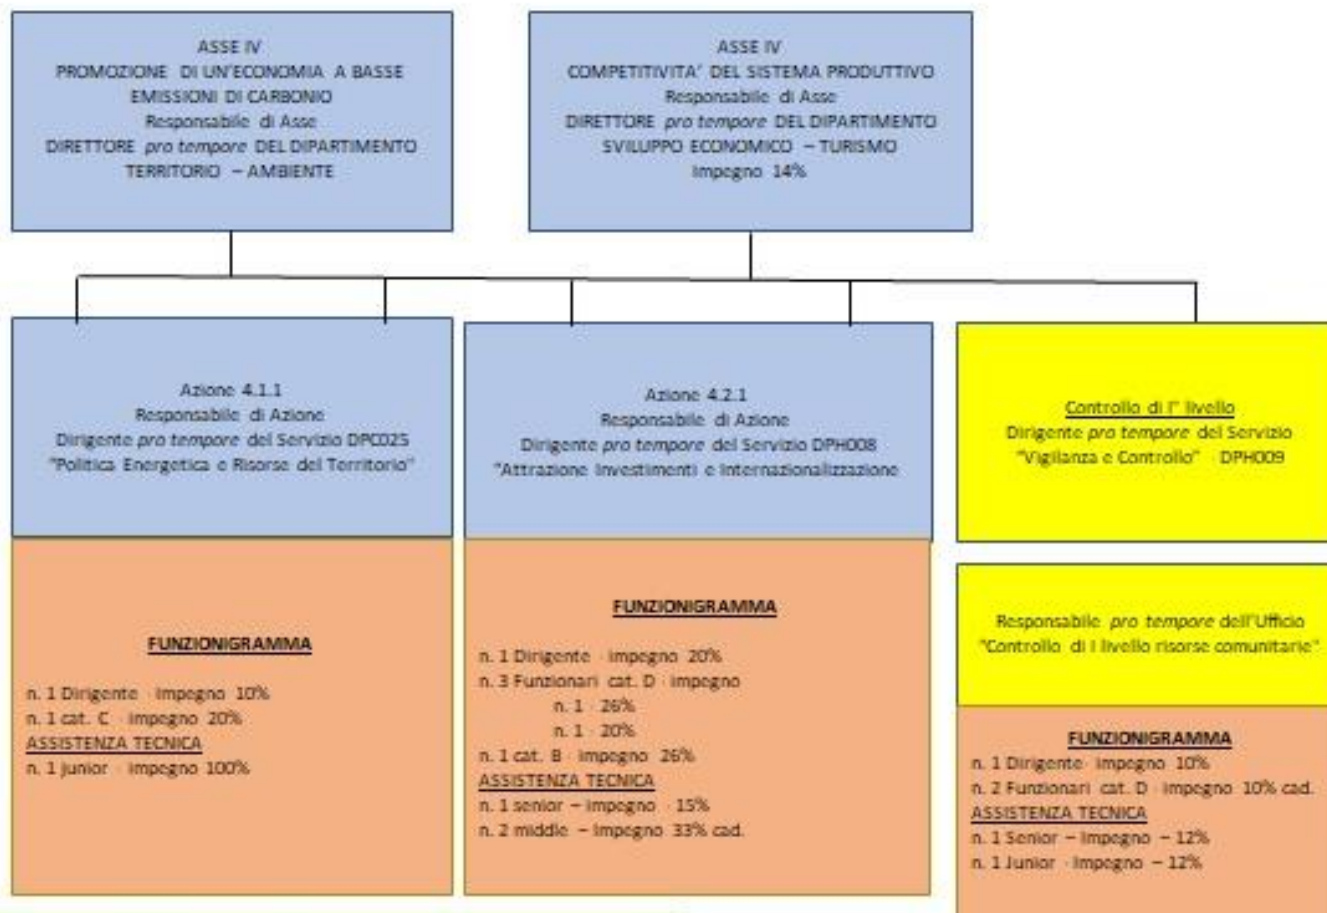 ASSE IV
PROMOZIONE DI UN'ECONOMIA A BASSE
EMISSIONI DI CARBONIO
Responsabile di Asse
DIRETTORE pro tempore DEL DIPARTIMENTO
TERRITORIO – AMBIENTE
ASSE IV
COMPETITIVITA' DEL SISTEMA PRODUTTIVO
Responsabile di Asse
DIRETTORE pro tempore DEL DIPARTIMENTO
SVILUPPO ECONOMICO – TURISMO
Impegno 14%
Azione 4.1.1
Responsabile di Azione
Dirigente pro tempore del Servizio DPC025
"Politica Energetica e Risorse del Territorio"
Azione 4.2.1
Responsabile di Azione
Dirigente pro tempore del Servizio DPH008
"Attrazione Investimenti e Internazionalizzazione
Controllo di I° livello
Dirigente pro tempore del Servizio
"Vigilanza e Controllo" DPH009
FUNZIONIGRAMMA
n. 1 Dirigente - impegno 10%
n. 1 cat. C - impegno 20%
ASSISTENZA TECNICA
n. 1 junior - impegno 100%
FUNZIONIGRAMMA
n. 1 Dirigente - impegno 20%
n. 3 Funzionari cat. D - impegno
n. 1 - 26%
n. 1 - 20%
n. 1 cat. B - impegno 26%
ASSISTENZA TECNICA
n. 1 senior – impegno - 15%
n. 2 middle – Impegno 33% cad.
Responsabile pro tempore dell'Ufficio
"Controllo di I livello risorse comunitarie"
FUNZIONIGRAMMA
n. 1 Dirigente - impegno 10%
n. 2 Funzionari cat. D - impegno 10% cad.
ASSISTENZA TECNICA
n. 1 Senior – Impegno – 12%
n. 1 Junior - Impegno – 12%